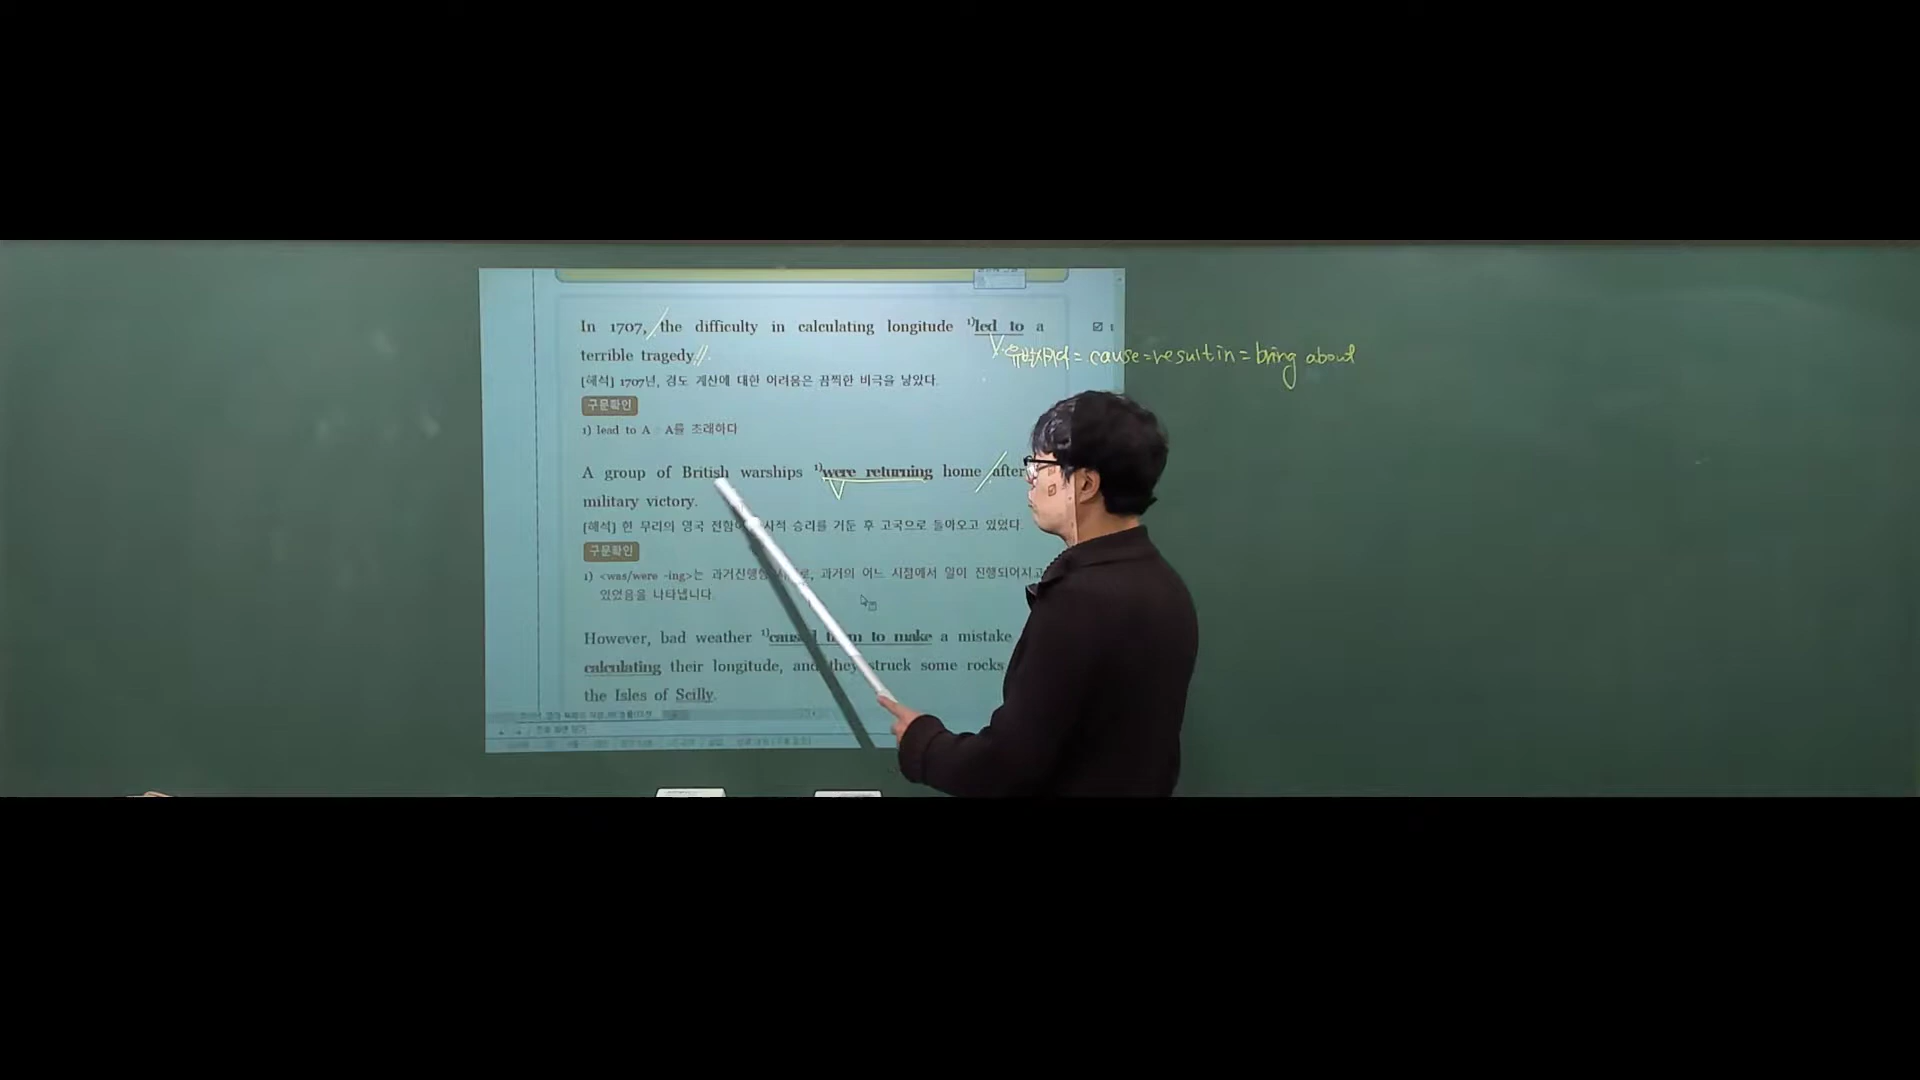 In 1707, the difficulty in calculating longitude ¹⁾led to a
terrible tragedy.
유발시키다 = cause = result in = bring about
[해석] 1707년, 경도 계산에 대한 어려움은 끔찍한 비극을 낳았다.
구문확인
1) lead to A A를 초래하다
A group of British warships ¹⁾were returning home after
military victory.
[해석] 한 무리의 영국 전함이 사적 승리를 거둔 후 고국으로 돌아오고 있었다.
구문확인
1) <was/were -ing>는 과거진행형 과거의 어느 시점에서 일이 진행되어지고
있었음을 나타냅니다.
However, bad weather ¹⁾caused them to make a mistake
calculating their longitude, and they struck some rocks
the Isles of Scilly.